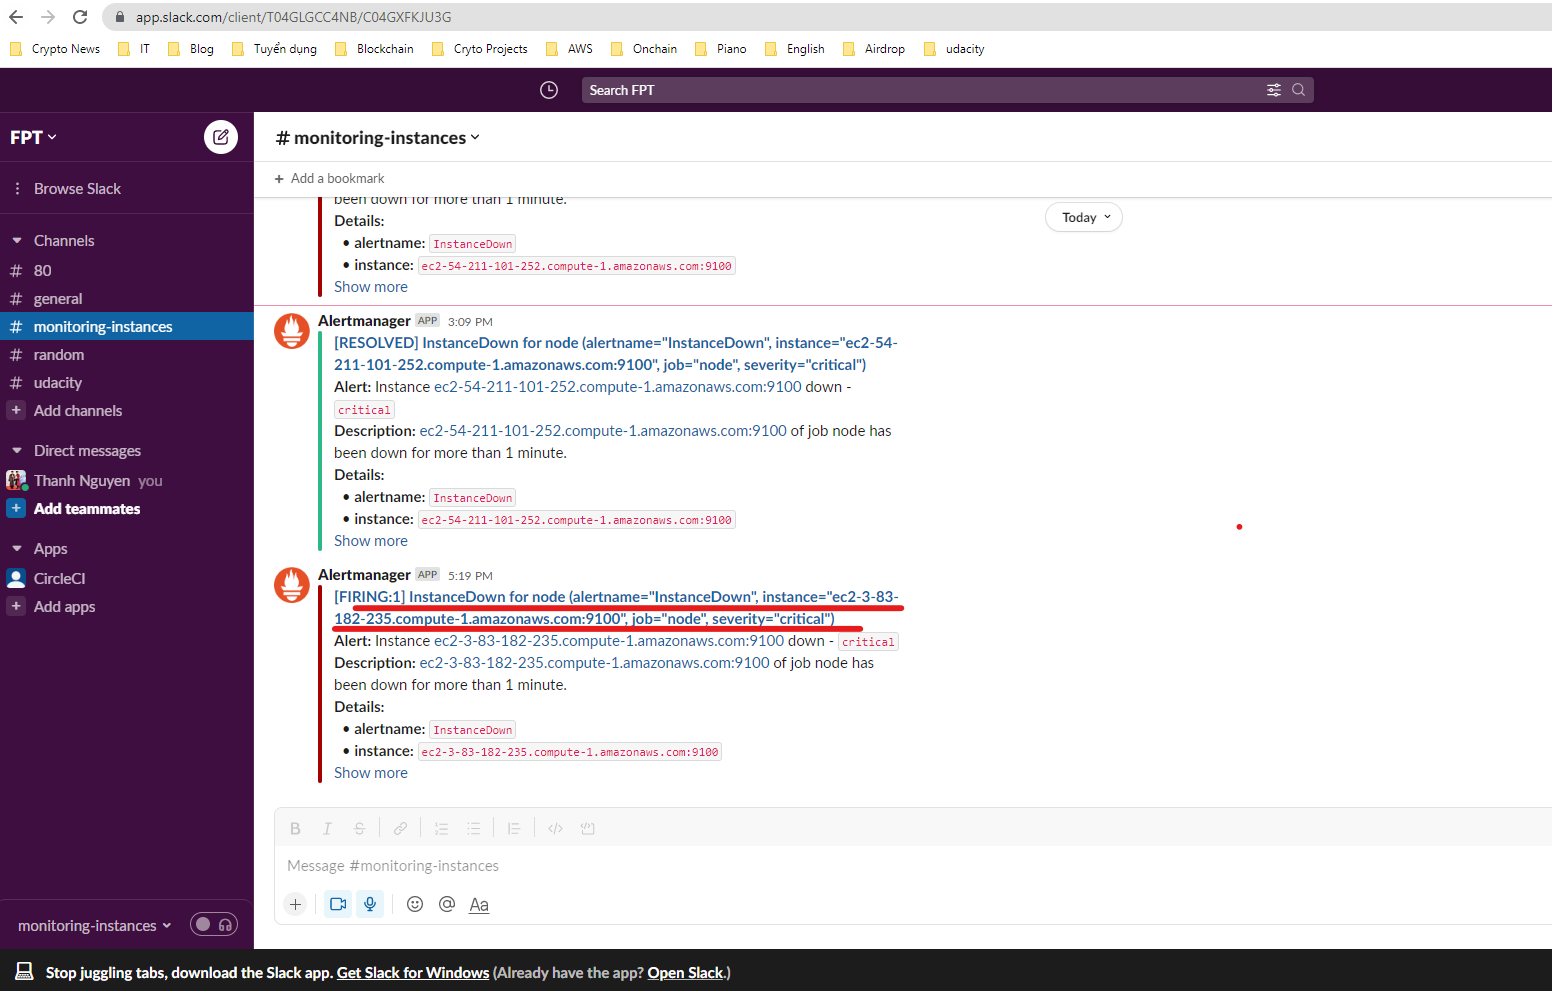 app.slack.com/client/T04GLGCC4NB/C04GXFKJU3G
Crypto News IT Blog Tuyển dụng Blockchain Cryto Projects AWS Onchain Piano English Airdrop udacity
Search FPT
FPT
Browse Slack
Channels
# 80
# general
# monitoring-instances
# random
# udacity
+ Add channels
Direct messages
Thanh Nguyen you
+ Add teammates
Apps
CircleCI
+ Add apps
monitoring-instances
# monitoring-instances
+ Add a bookmark
Today
been down for more than 1 minute.
Details:
• alertname: InstanceDown
• instance: ec2-54-211-101-252.compute-1.amazonaws.com:9100
Show more
Alertmanager APP 3:09 PM
[RESOLVED] InstanceDown for node (alertname="InstanceDown", instance="ec2-54-
211-101-252.compute-1.amazonaws.com:9100", job="node", severity="critical")
Alert: Instance ec2-54-211-101-252.compute-1.amazonaws.com:9100 down -
critical
Description: ec2-54-211-101-252.compute-1.amazonaws.com:9100 of job node has
been down for more than 1 minute.
Details:
• alertname: InstanceDown
• instance: ec2-54-211-101-252.compute-1.amazonaws.com:9100
Show more
Alertmanager APP 5:19 PM
[FIRING:1] InstanceDown for node (alertname="InstanceDown", instance="ec2-3-83-
182-235.compute-1.amazonaws.com:9100", job="node", severity="critical")
Alert: Instance ec2-3-83-182-235.compute-1.amazonaws.com:9100 down - critical
Description: ec2-3-83-182-235.compute-1.amazonaws.com:9100 of job node has
been down for more than 1 minute.
Details:
• alertname: InstanceDown
• instance: ec2-3-83-182-235.compute-1.amazonaws.com:9100
Show more
B I S
Message #monitoring-instances
+ @ Aa
Stop juggling tabs, download the Slack app. Get Slack for Windows (Already have the app? Open Slack.)